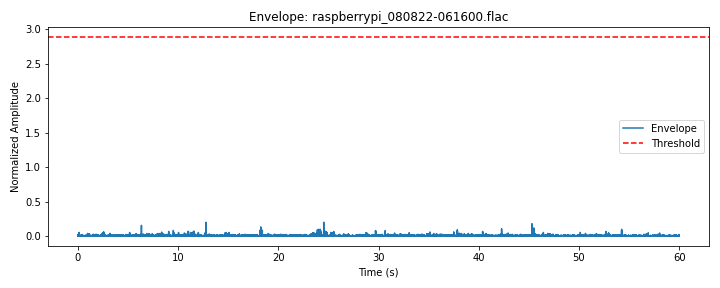 Envelope: raspberrypi_080822-061600.flac
Normalized Amplitude
3.0
2.5
2.0
1.5
1.0
0.5
0.0
Envelope
Threshold
0 10 20 30 40 50 60
Time (s)